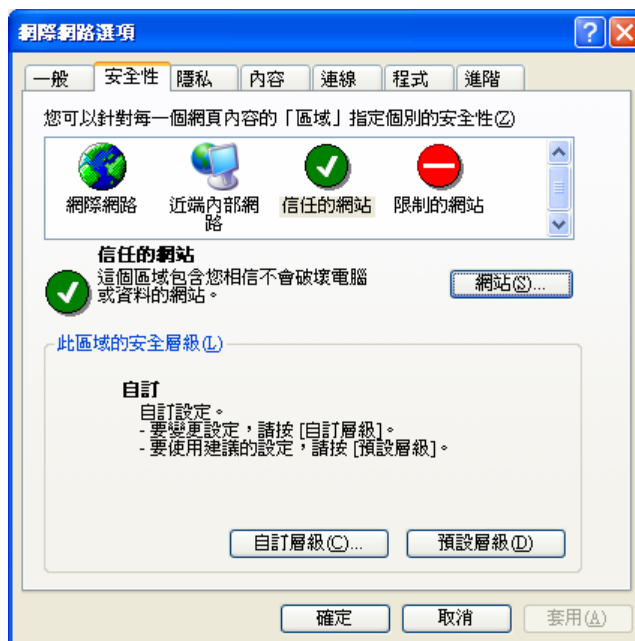 網際網路選項
一般 安全性 隱私 內容 連線 程式 進階
您可以針對每一個網頁內容的「區域」指定個別的安全性(Z)
網際網路 近端內部網路 信任的網站 限制的網站
信任的網站
這個區域包含您相信不會破壞電腦
或資料的網站。
網站(S)...
此區域的安全層級(L)
自訂
自訂設定。
- 要變更設定，請按 [自訂層級]。
- 要使用建議的設定，請按 [預設層級]。
自訂層級(C)... 預設層級(D)
確定 取消 套用(A)